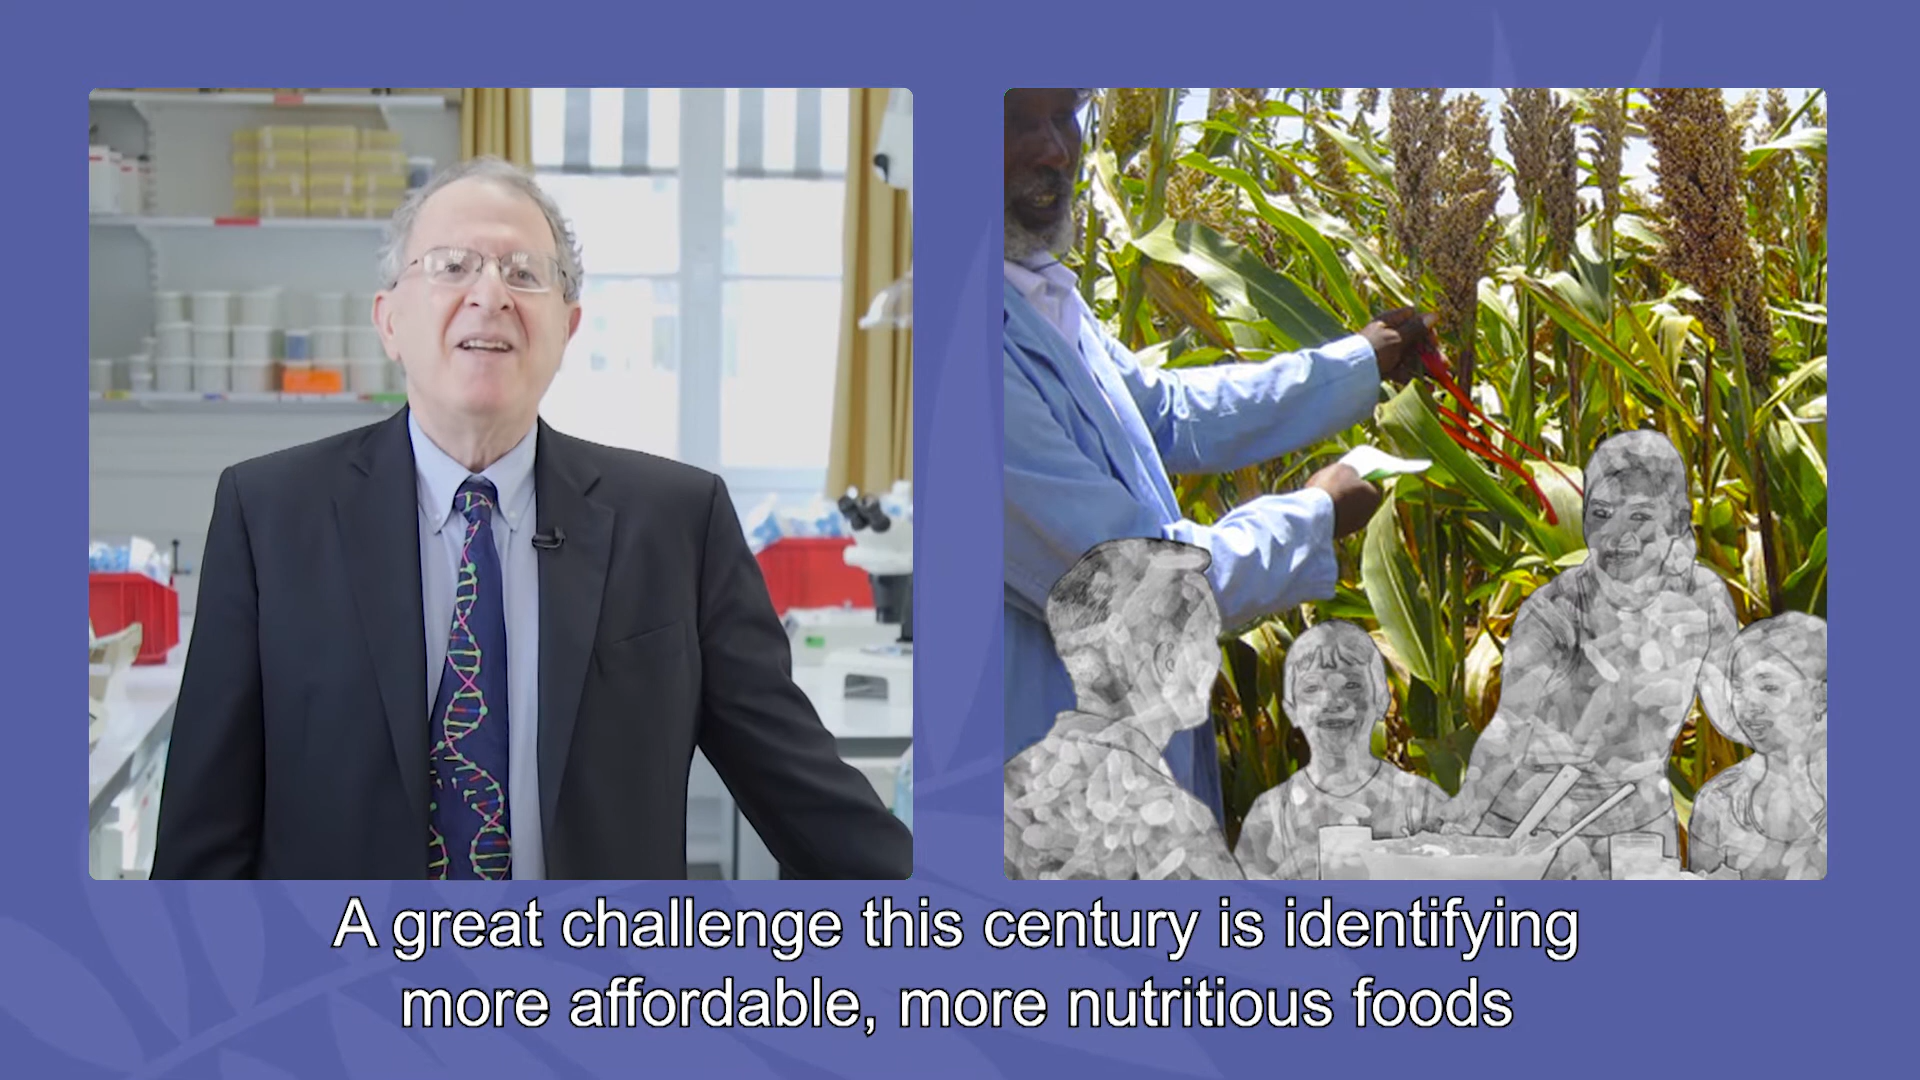 A great challenge this century is identifying
more affordable, more nutritious foods